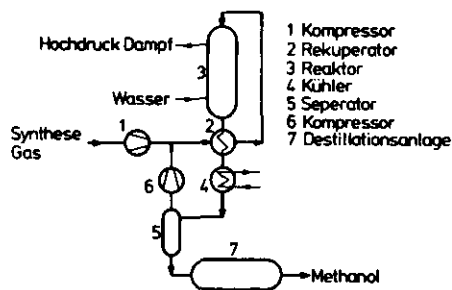 Hochdruck Dampf
3
Wasser
Synthese
Gas
1
2
6
4
5
7
Methanol
1 Kompressor
2 Rekuperator
3 Reaktor
4 Kühler
5 Seperator
6 Kompressor
7 Destillationsanlage